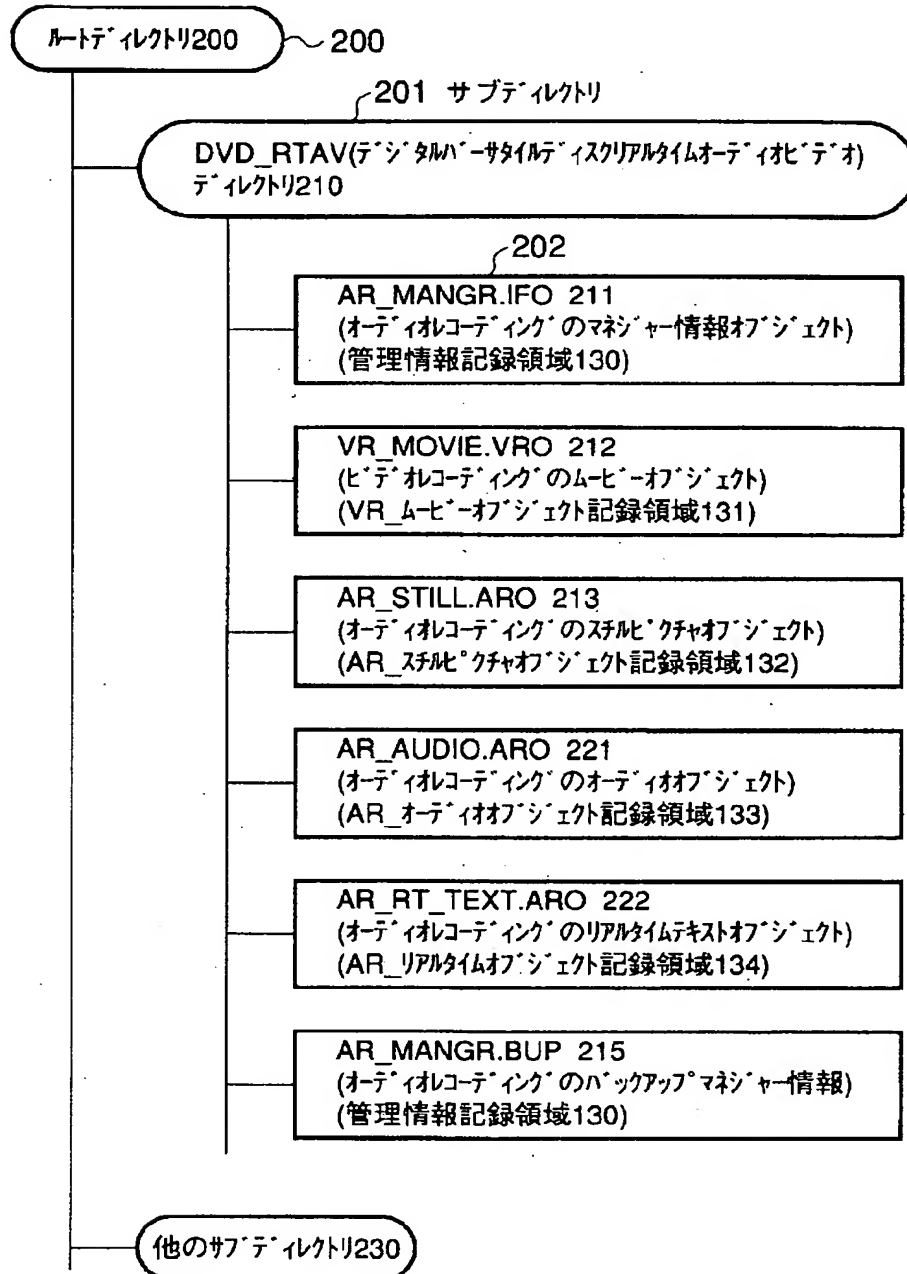 ﾙｰﾄﾃﾞｨﾚｸﾄﾘ200
200
201 サブディレクトリ
DVD_RTAV(ﾃﾞｼﾞﾀﾙﾊﾞｰｻﾀｲﾙﾃﾞｨｽｸﾘｱﾙﾀｲﾑｵｰﾃﾞｨｵﾋﾞﾃﾞｵ)
ﾃﾞｨﾚｸﾄﾘ210
202
AR_MANGR.IFO 211
(ｵｰﾃﾞｨｵﾚｺｰﾃﾞｨﾝｸﾞのﾏﾈｼﾞｬｰ情報ｵﾌﾞｼﾞｪｸﾄ)
(管理情報記録領域130)
VR_MOVIE.VRO 212
(ﾋﾞﾃﾞｵﾚｺｰﾃﾞｨﾝｸﾞのﾑｰﾋﾞｰｵﾌﾞｼﾞｪｸﾄ)
(VR_ﾑｰﾋﾞｰｵﾌﾞｼﾞｪｸﾄ記録領域131)
AR_STILL.ARO 213
(ｵｰﾃﾞｨｵﾚｺｰﾃﾞｨﾝｸﾞのｽﾁﾙﾋﾟｸﾁｬｵﾌﾞｼﾞｪｸﾄ)
(AR_ｽﾁﾙﾋﾟｸﾁｬｵﾌﾞｼﾞｪｸﾄ記録領域132)
AR_AUDIO.ARO 221
(ｵｰﾃﾞｨｵﾚｺｰﾃﾞｨﾝｸﾞのｵｰﾃﾞｨｵｵﾌﾞｼﾞｪｸﾄ)
(AR_ｵｰﾃﾞｨｵｵﾌﾞｼﾞｪｸﾄ記録領域133)
AR_RT_TEXT.ARO 222
(ｵｰﾃﾞｨｵﾚｺｰﾃﾞｨﾝｸﾞのﾘｱﾙﾀｲﾑﾃｷｽﾄｵﾌﾞｼﾞｪｸﾄ)
(AR_ﾘｱﾙﾀｲﾑｵﾌﾞｼﾞｪｸﾄ記録領域134)
AR_MANGR.BUP 215
(ｵｰﾃﾞｨｵﾚｺｰﾃﾞｨﾝｸﾞのﾊﾞｯｸｱｯﾌﾟﾏﾈｼﾞｬｰ情報)
(管理情報記録領域130)
他のｻﾌﾞﾃﾞｨﾚｸﾄﾘ230